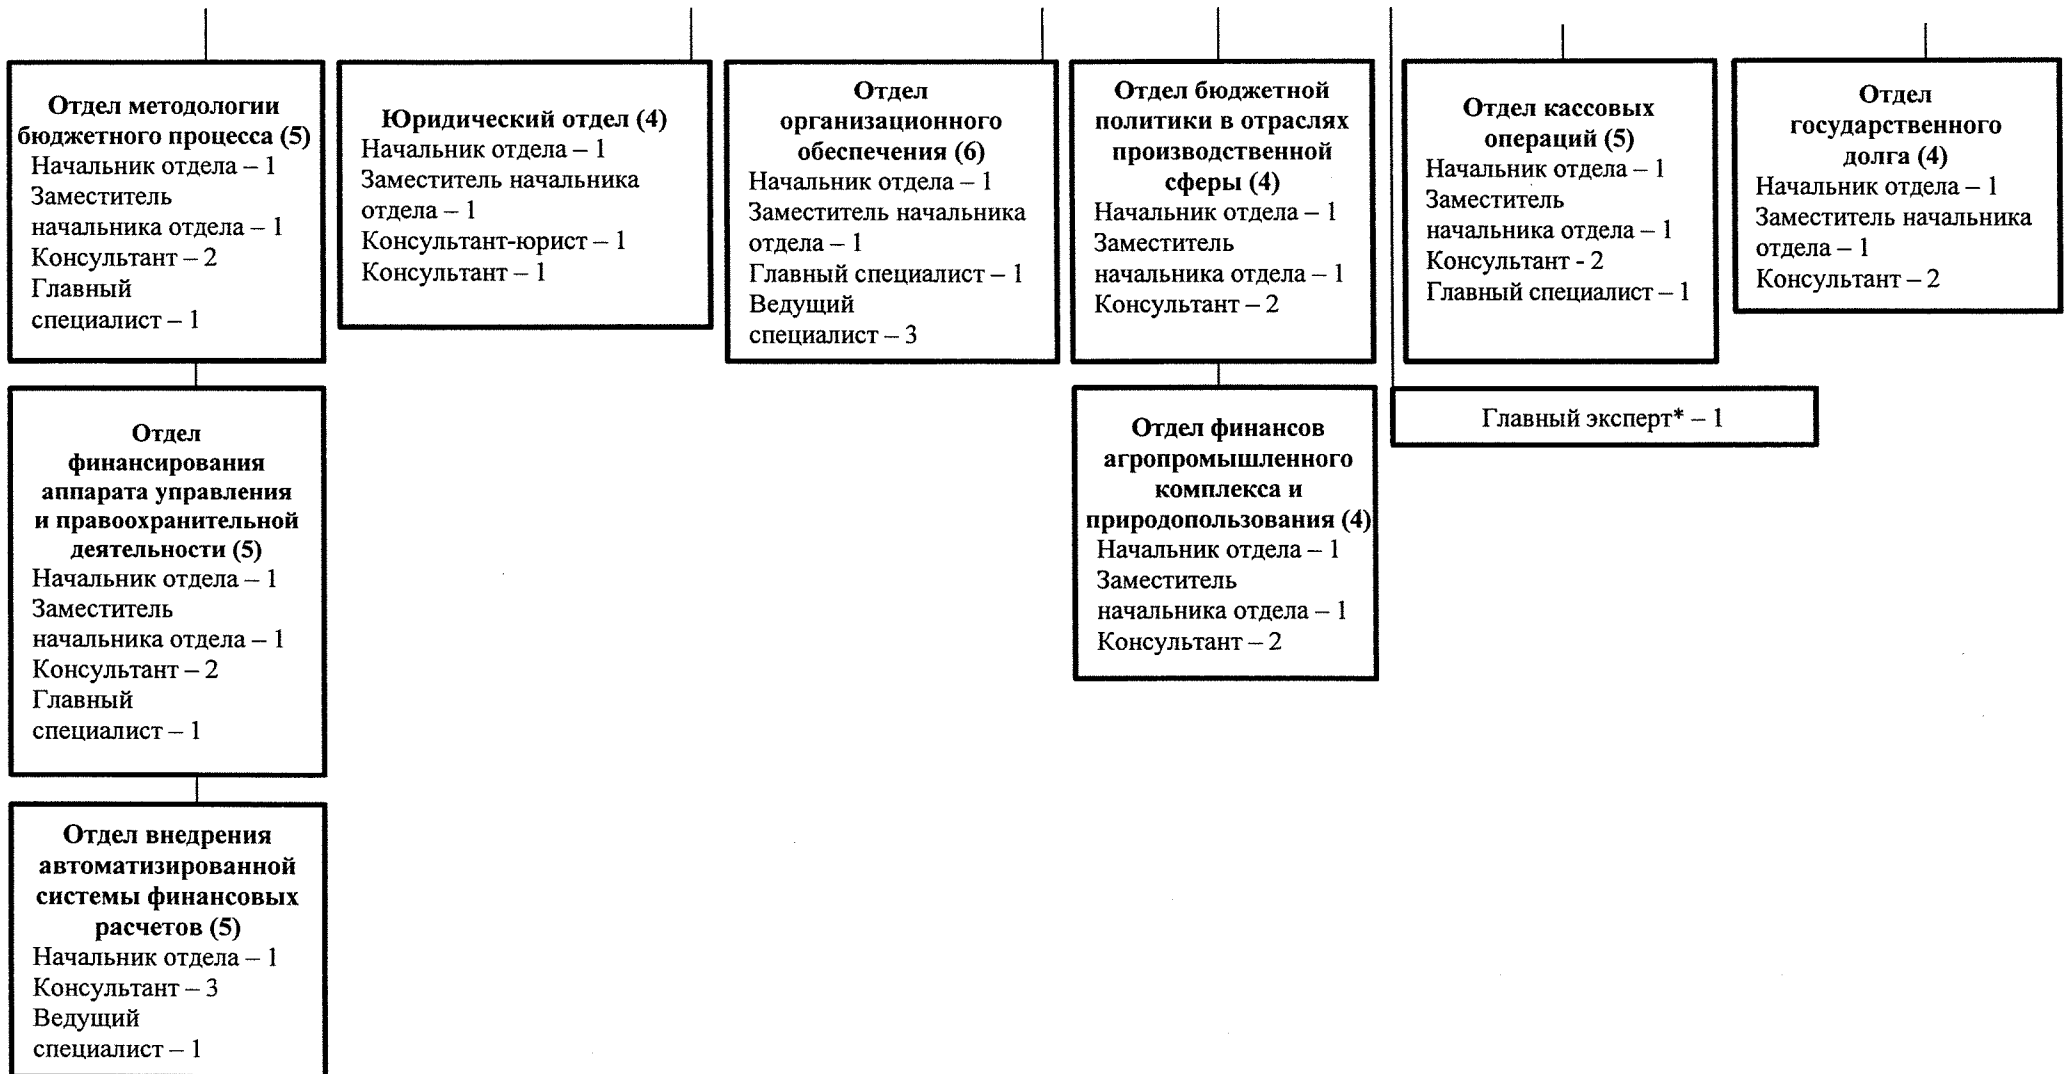 Отдел методологии
бюджетного процесса (5)
Начальник отдела – 1
Заместитель
начальника отдела – 1
Консультант – 2
Главный
специалист – 1
Юридический отдел (4)
Начальник отдела – 1
Заместитель начальника
отдела – 1
Консультант-юрист – 1
Консультант – 1
Отдел
организационного
обеспечения (6)
Начальник отдела – 1
Заместитель начальника
отдела – 1
Главный специалист – 1
Ведущий
специалист – 3
Отдел бюджетной
политики в отраслях
производственной
сферы (4)
Начальник отдела – 1
Заместитель
начальника отдела – 1
Консультант – 2
Отдел кассовых
операций (5)
Начальник отдела – 1
Заместитель
начальника отдела – 1
Консультант - 2
Главный специалист – 1
Отдел
государственного
долга (4)
Начальник отдела – 1
Заместитель начальника
отдела – 1
Консультант – 2
Отдел
финансирования
аппарата управления
и правоохранительной
деятельности (5)
Начальник отдела – 1
Заместитель
начальника отдела – 1
Консультант – 2
Главный
специалист – 1
Отдел финансов
агропромышленного
комплекса и
природопользования (4)
Начальник отдела – 1
Заместитель
начальника отдела – 1
Консультант – 2
Главный эксперт* – 1
Отдел внедрения
автоматизированной
системы финансовых
расчетов (5)
Начальник отдела – 1
Консультант – 3
Ведущий
специалист – 1